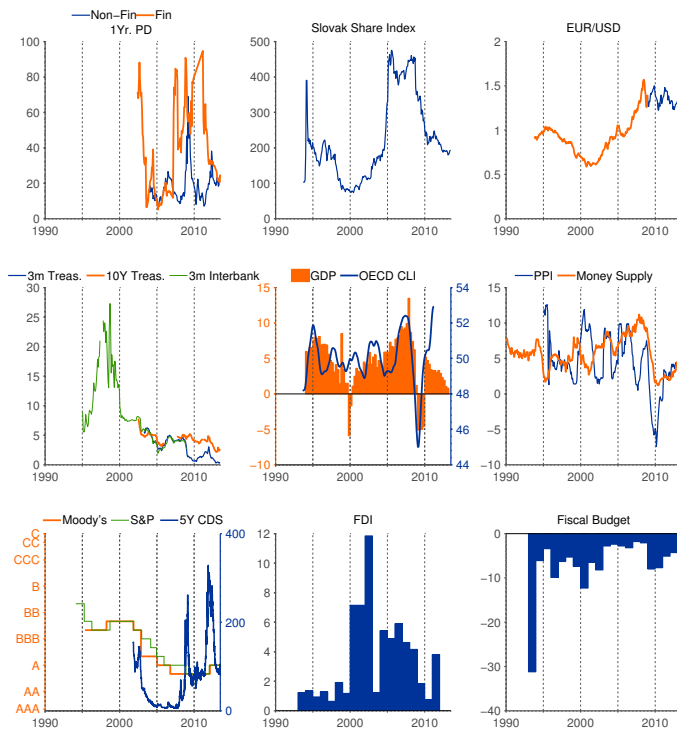 Non−Fin Fin
1Yr. PD
Slovak Share Index
EUR/USD
100
80
60
40
20
0
1990 2000 2010
500
400
300
200
100
0
1990 2000 2010
2
1.5
1
0.5
0
1990 2000 2010
3m Treas. 10Y Treas. 3m Interbank
GDP OECD CLI
PPI Money Supply
30
25
20
15
10
5
0
1990 2000 2010
15
10
5
0
−5
−10
54
52
50
48
46
44
1990 2000 2010
15
10
5
0
−5
−10
1990 2000 2010
Moody's S&P 5Y CDS
FDI
Fiscal Budget
C
CC
CCC
B
BB
BBB
A
AA
AAA
400
200
0
1990 2000 2010
12
10
8
6
4
2
0
1990 2000 2010
0
−10
−20
−30
−40
1990 2000 2010